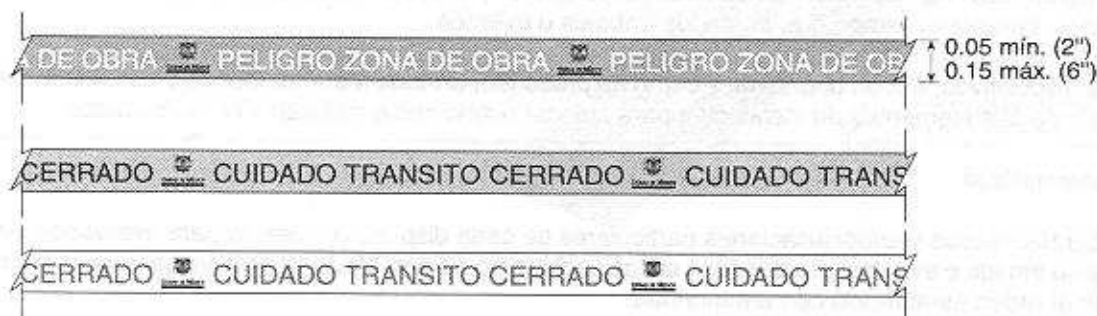 A DE OBRA PELIGRO ZONA DE OBRA PELIGRO ZONA DE OB
0.05 mín. (2")
0.15 máx. (6")
CERRADO CUIDADO TRANSITO CERRADO CUIDADO TRANS
CERRADO CUIDADO TRANSITO CERRADO CUIDADO TRANS